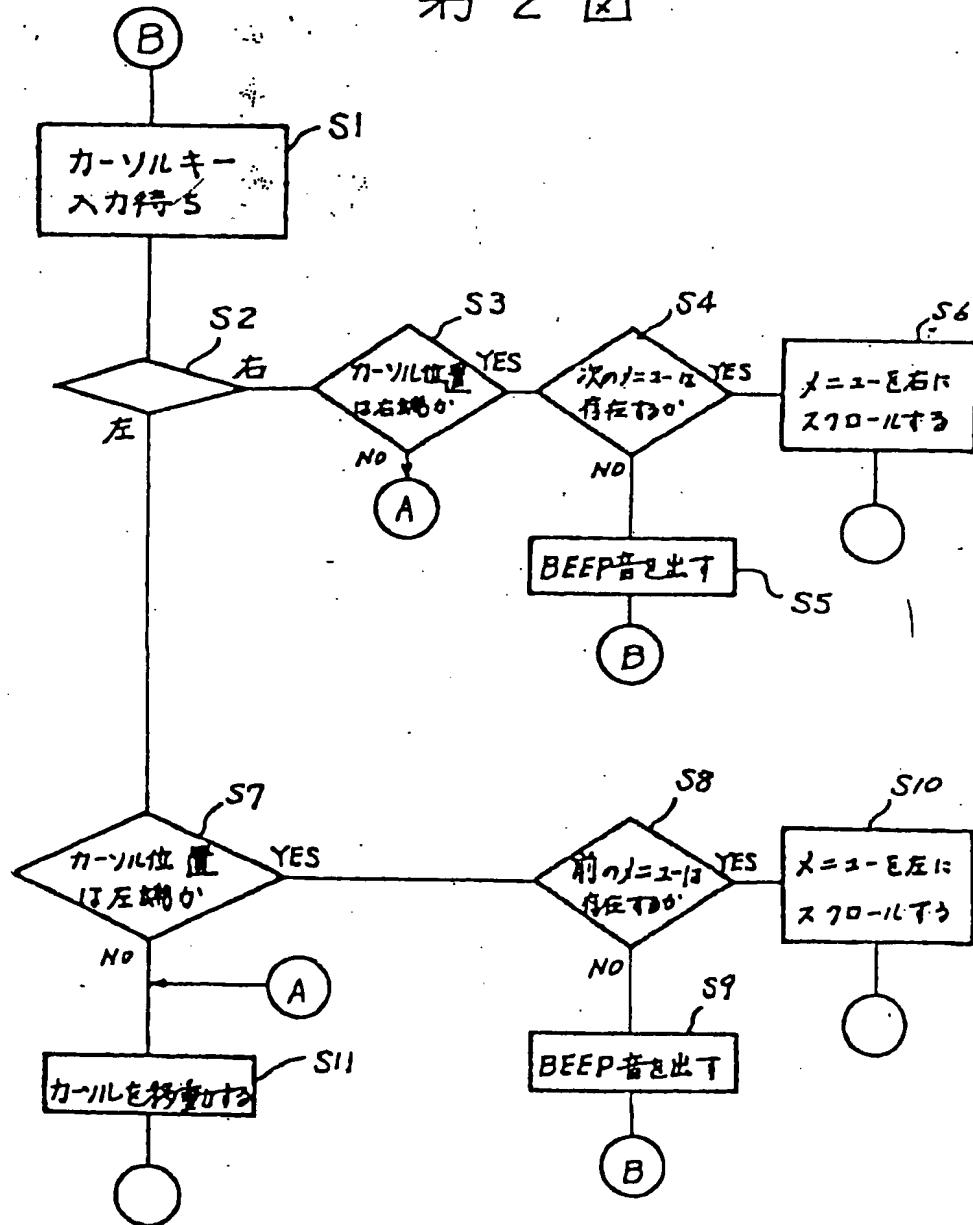 第2図
B
S1
カーソルキー
入力待ち
S2
右
左
S3
カーソル位置
は右端か
YES
NO
A
S4
次のメニューは
存在するか
YES
NO
S6
メニューを右に
スクロールする
BEEP音を出す
S5
B
S7
カーソル位置
は左端か
YES
NO
A
S8
前のメニューは
存在するか
YES
NO
S10
メニューを左に
スクロールする
S9
BEEP音を出す
B
S11
カーソルを移動する